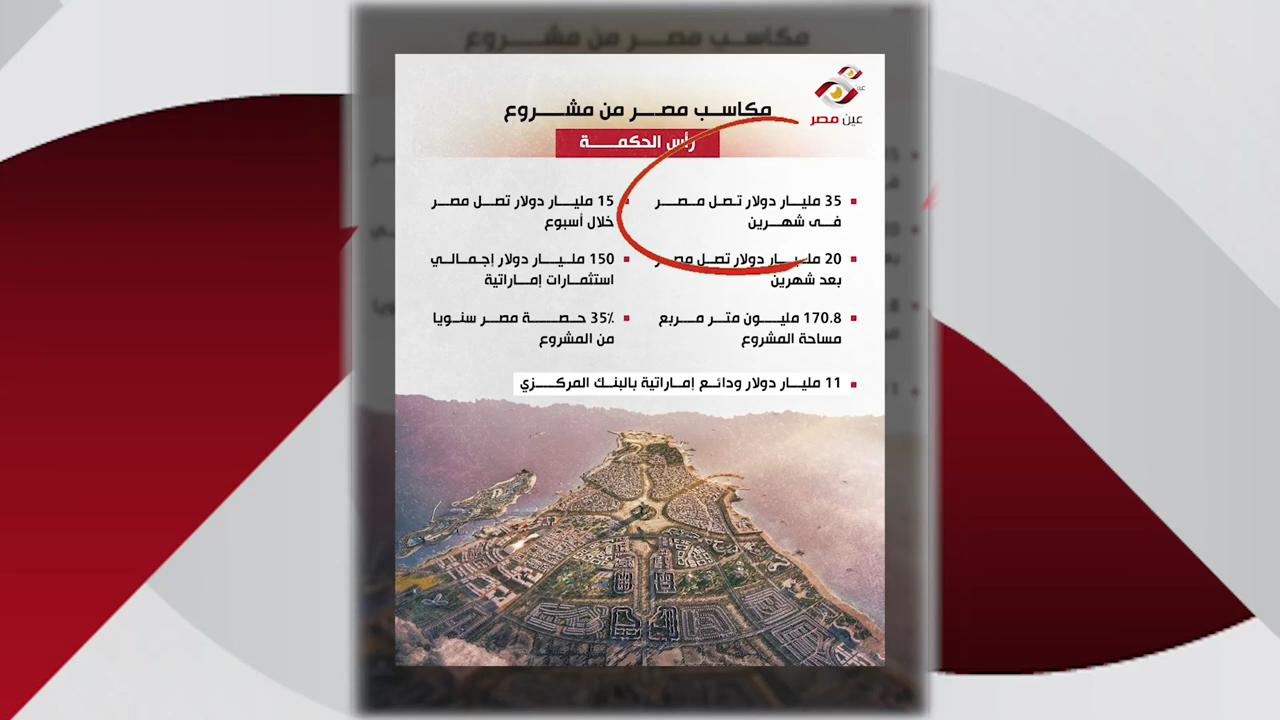 عين مصر
مكاسب مصر من مشروع
رأس الحكمة
35 مليار دولار تصل مصر
فى شهرين
15 مليار دولار تصل مصر
خلال أسبوع
20 مليار دولار تصل مصر
بعد شهرين
150 مليار دولار إجمالي
استثمارات إماراتية
170.8 مليون متر مربع
مساحة المشروع
35٪ حصة مصر سنويا
من المشروع
11 مليار دولار ودائع إماراتية بالبنك المركزي